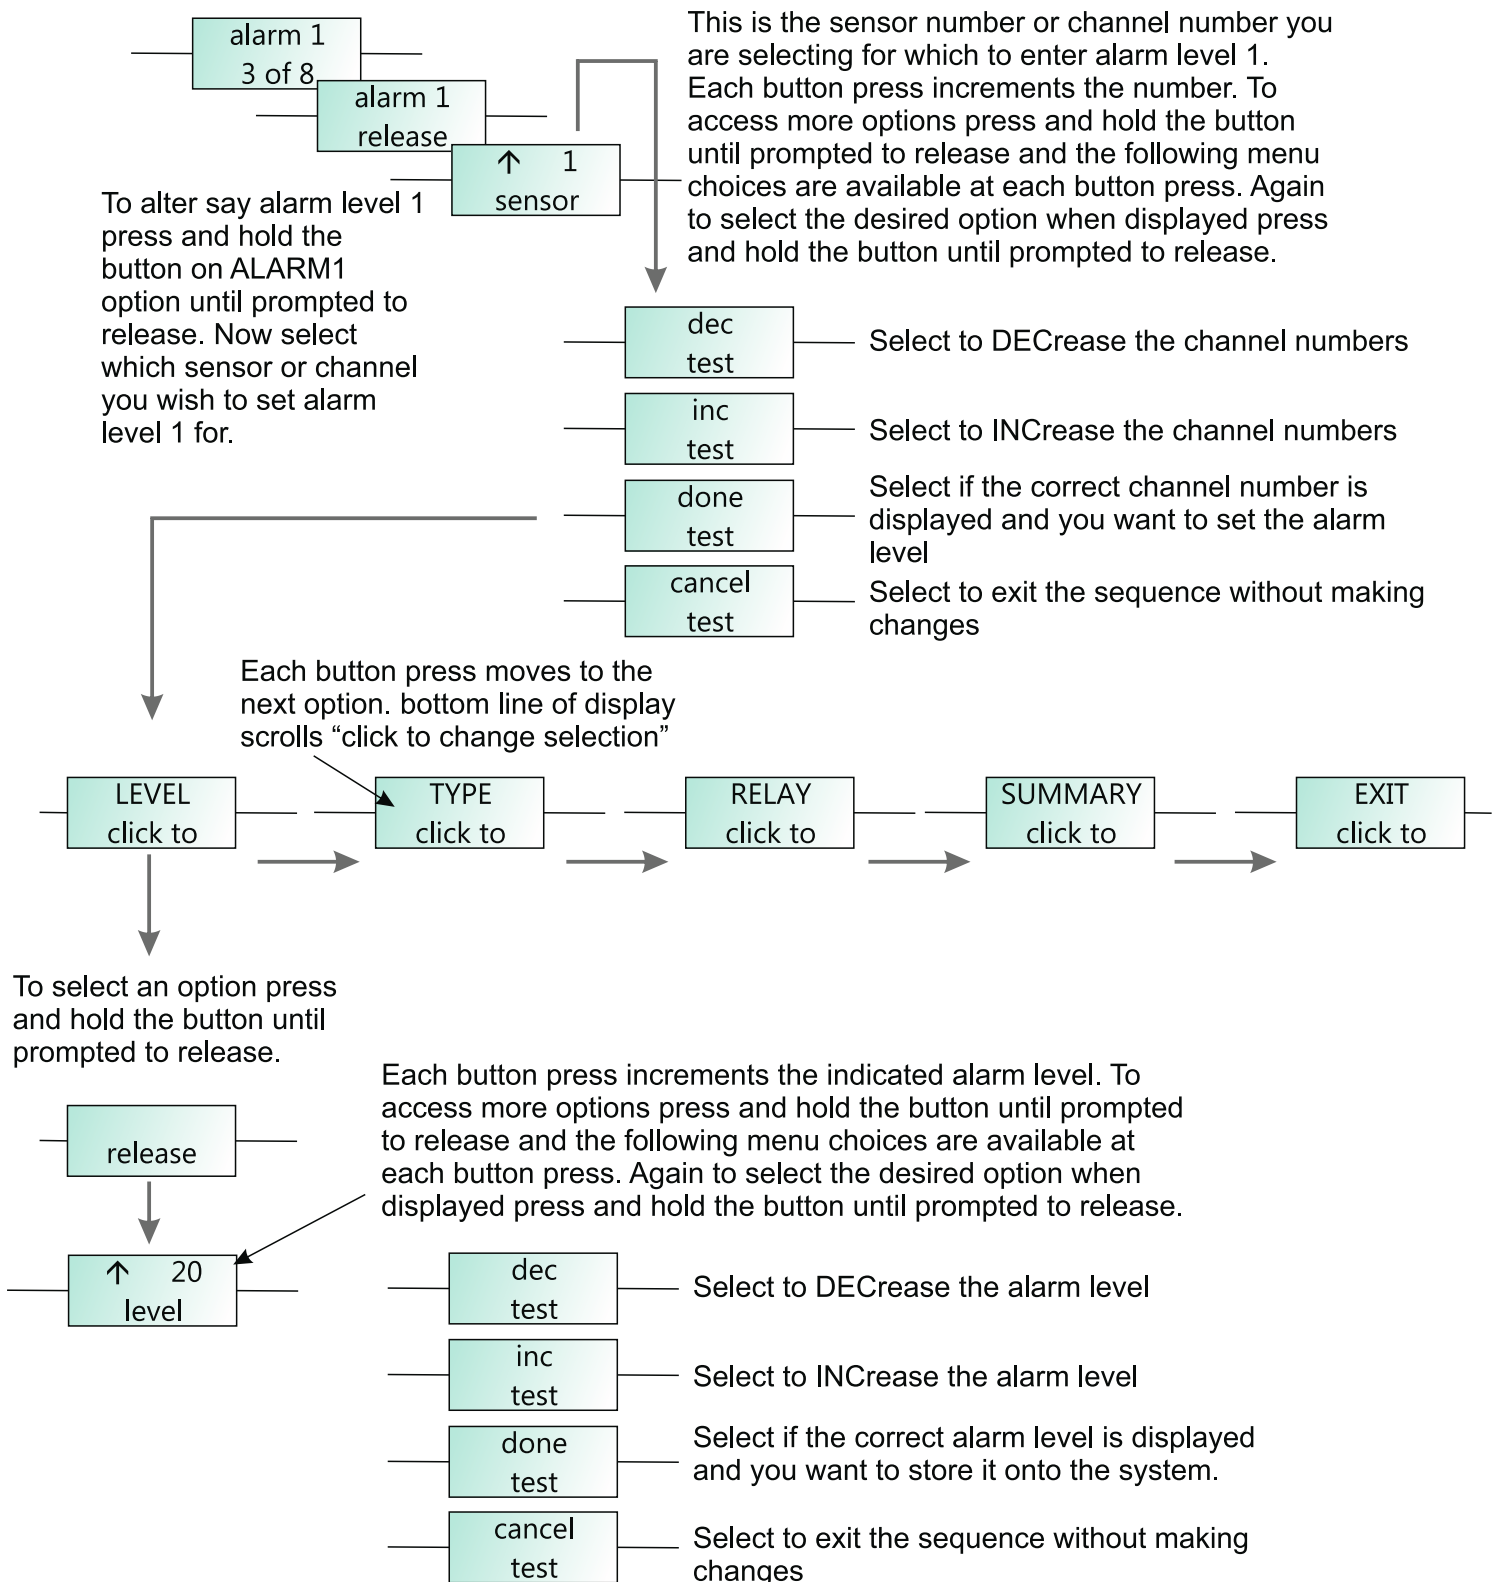 alarm 1
3 of 8
alarm 1
release
↑ 1
sensor
This is the sensor number or channel number you
are selecting for which to enter alarm level 1.
Each button press increments the number. To
access more options press and hold the button
until prompted to release and the following menu
choices are available at each button press. Again
to select the desired option when displayed press
and hold the button until prompted to release.
To alter say alarm level 1
press and hold the
button on ALARM1
option until prompted to
release. Now select
which sensor or channel
you wish to set alarm
level 1 for.
dec
test
Select to DECrease the channel numbers
inc
test
Select to INCrease the channel numbers
done
test
Select if the correct channel number is
displayed and you want to set the alarm
level
cancel
test
Select to exit the sequence without making
changes
Each button press moves to the
next option. bottom line of display
scrolls “click to change selection”
LEVEL
click to
TYPE
click to
RELAY
click to
SUMMARY
click to
EXIT
click to
To select an option press
and hold the button until
prompted to release.
release
↑ 20
level
Each button press increments the indicated alarm level. To
access more options press and hold the button until prompted
to release and the following menu choices are available at
each button press. Again to select the desired option when
displayed press and hold the button until prompted to release.
dec
test
Select to DECrease the alarm level
inc
test
Select to INCrease the alarm level
done
test
Select if the correct alarm level is displayed
and you want to store it onto the system.
cancel
test
Select to exit the sequence without making
changes